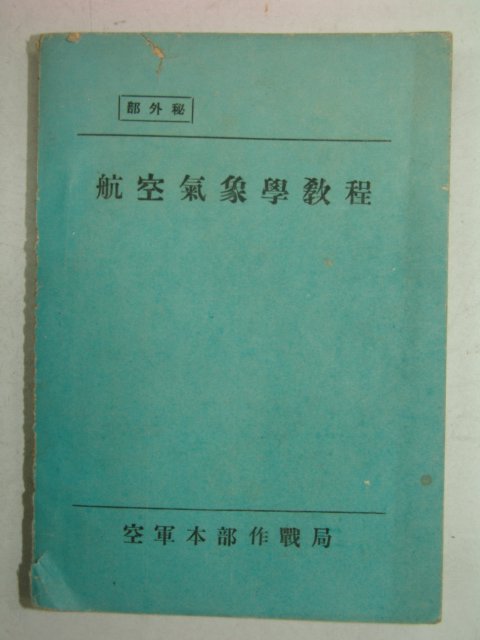 部外秘
航空氣象學敎程
空軍本部作戰局